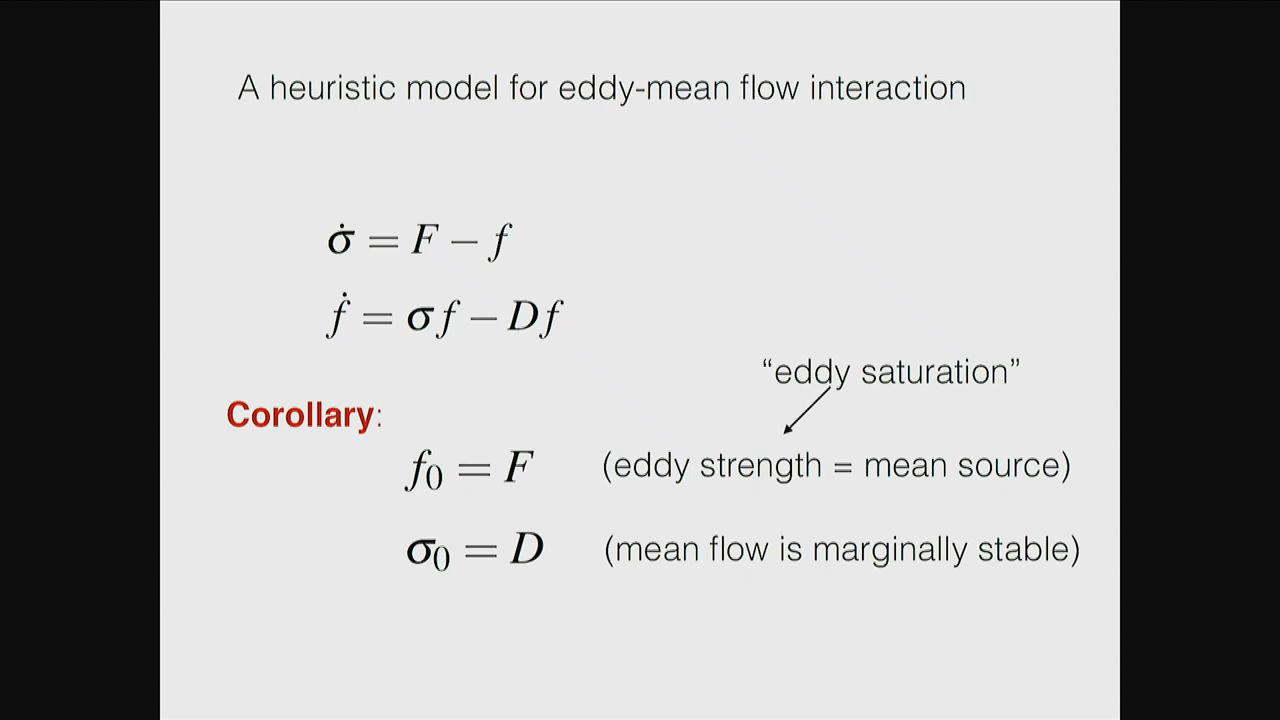 A heuristic model for eddy-mean flow interaction
σ̇ = F − f
ḟ = σf − Df
“eddy saturation”
Corollary:
f₀ = F (eddy strength = mean source)
σ₀ = D (mean flow is marginally stable)